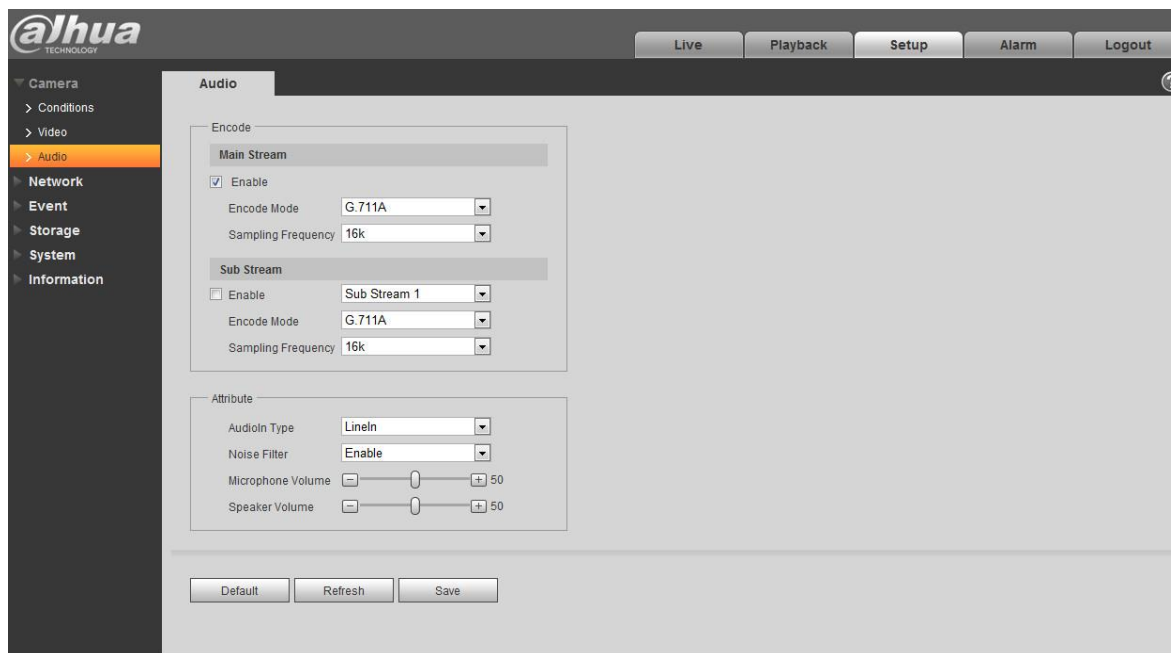 alhua
TECHNOLOGY
Live Playback Setup Alarm Logout
Camera
Conditions
Video
Audio
Network
Event
Storage
System
Information
Audio
?
Encode
Main Stream
Enable
Encode Mode G.711A
Sampling Frequency 16k
Sub Stream
Enable Sub Stream 1
Encode Mode G.711A
Sampling Frequency 16k
Attribute
AudioIn Type LineIn
Noise Filter Enable
Microphone Volume - + 50
Speaker Volume - + 50
Default Refresh Save